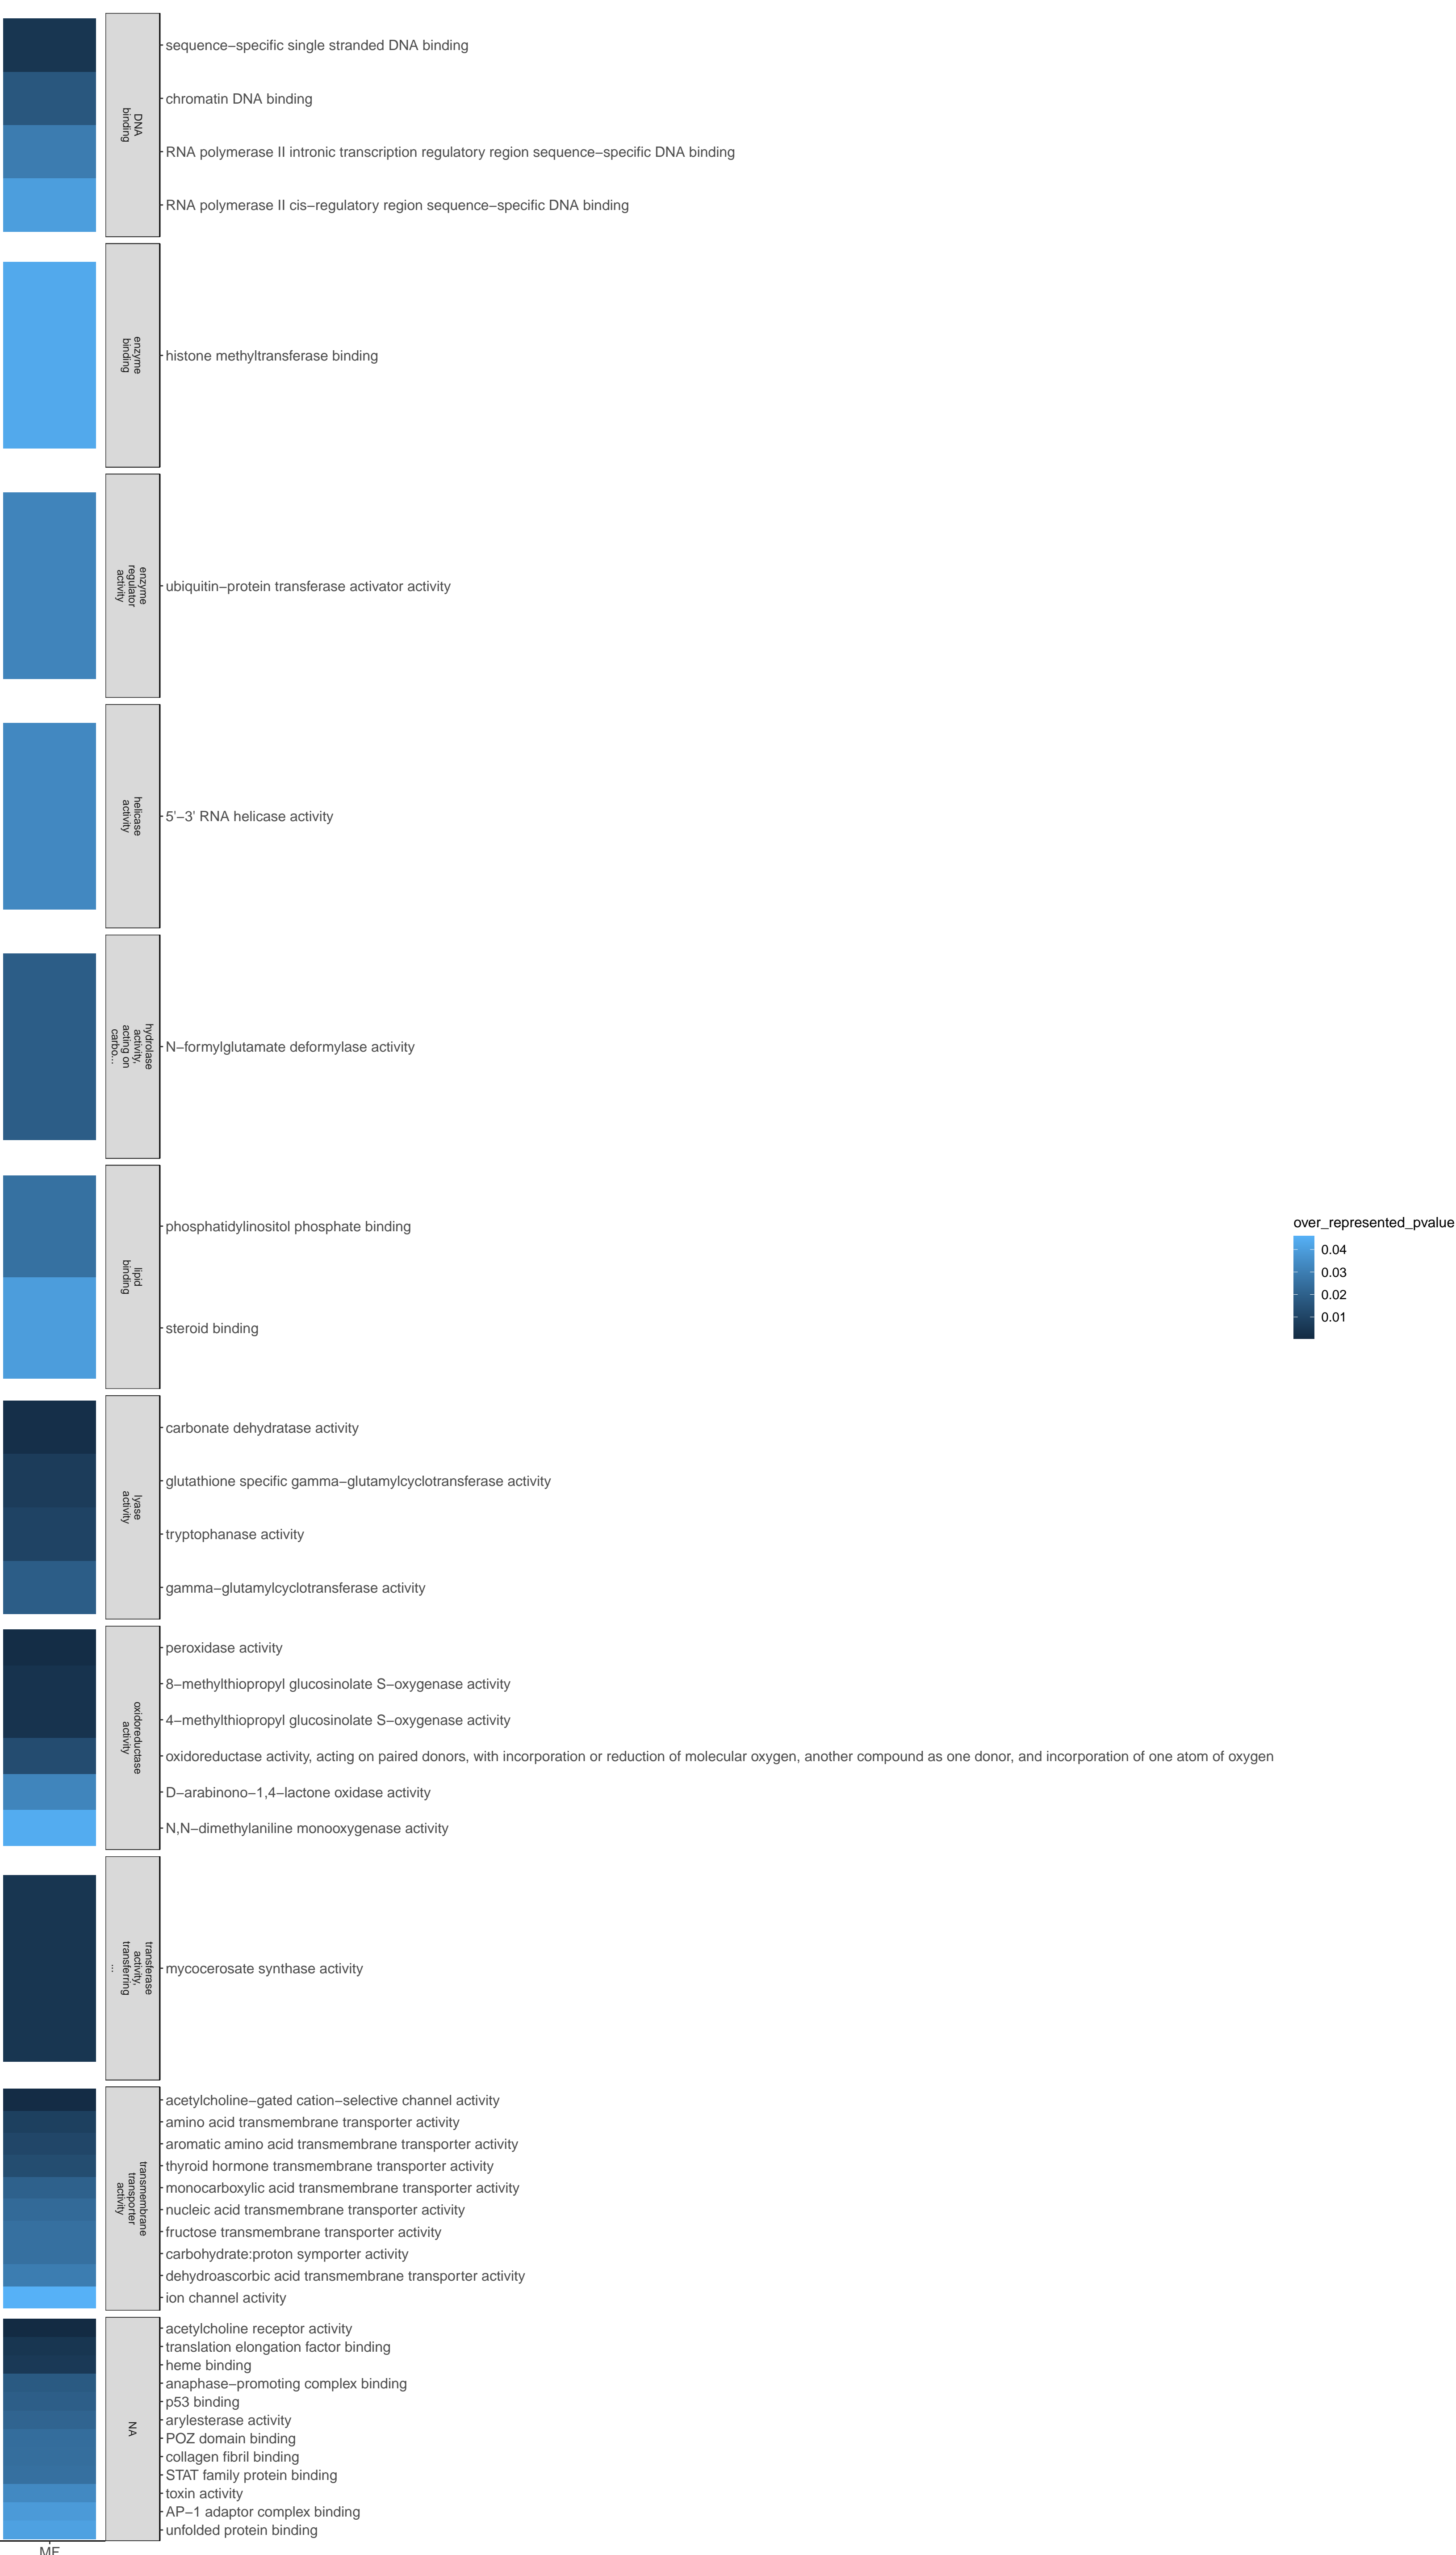 DNA
binding
sequence−specific single stranded DNA binding
chromatin DNA binding
RNA polymerase II intronic transcription regulatory region sequence−specific DNA binding
RNA polymerase II cis−regulatory region sequence−specific DNA binding
enzyme
binding
histone methyltransferase binding
enzyme
regulator
activity
ubiquitin−protein transferase activator activity
helicase
activity
5'−3' RNA helicase activity
hydrolase
activity,
acting on
carbo...
N−formylglutamate deformylase activity
lipid
binding
phosphatidylinositol phosphate binding
steroid binding
lyase
activity
carbonate dehydratase activity
glutathione specific gamma−glutamylcyclotransferase activity
tryptophanase activity
gamma−glutamylcyclotransferase activity
oxidoreductase
activity
peroxidase activity
8−methylthiopropyl glucosinolate S−oxygenase activity
4−methylthiopropyl glucosinolate S−oxygenase activity
oxidoreductase activity, acting on paired donors, with incorporation or reduction of molecular oxygen, another compound as one donor, and incorporation of one atom of oxygen
D−arabinono−1,4−lactone oxidase activity
N,N−dimethylaniline monooxygenase activity
transferase
activity,
transferring
...
mycocerosate synthase activity
transmembrane
transporter
activity
acetylcholine−gated cation−selective channel activity
amino acid transmembrane transporter activity
aromatic amino acid transmembrane transporter activity
thyroid hormone transmembrane transporter activity
monocarboxylic acid transmembrane transporter activity
nucleic acid transmembrane transporter activity
fructose transmembrane transporter activity
carbohydrate:proton symporter activity
dehydroascorbic acid transmembrane transporter activity
ion channel activity
NA
acetylcholine receptor activity
translation elongation factor binding
heme binding
anaphase−promoting complex binding
p53 binding
arylesterase activity
POZ domain binding
collagen fibril binding
STAT family protein binding
toxin activity
AP−1 adaptor complex binding
unfolded protein binding
MF
over_represented_pvalue
0.04
0.03
0.02
0.01